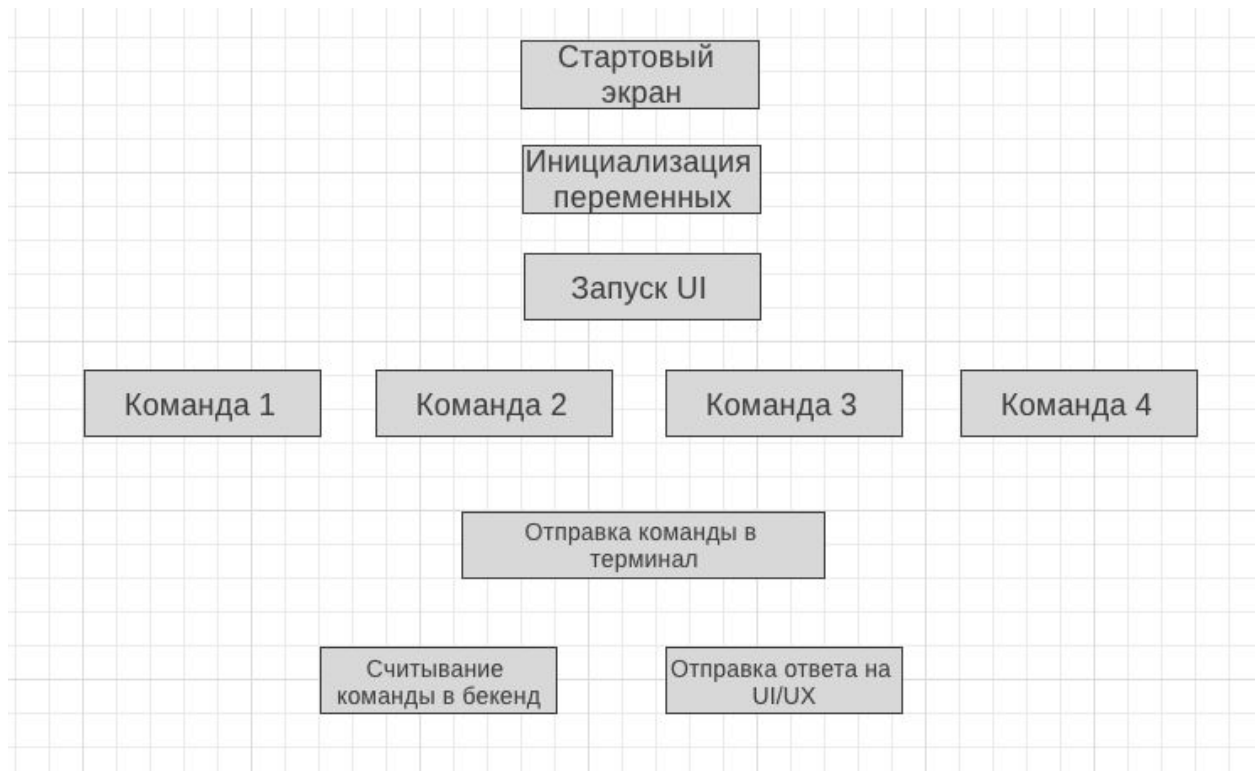 Стартовый
экран
Инициализация
переменных
Запуск UI
Команда 1
Команда 2
Команда 3
Команда 4
Отправка команды в
терминал
Считывание
команды в бекенд
Отправка ответа на
UI/UX